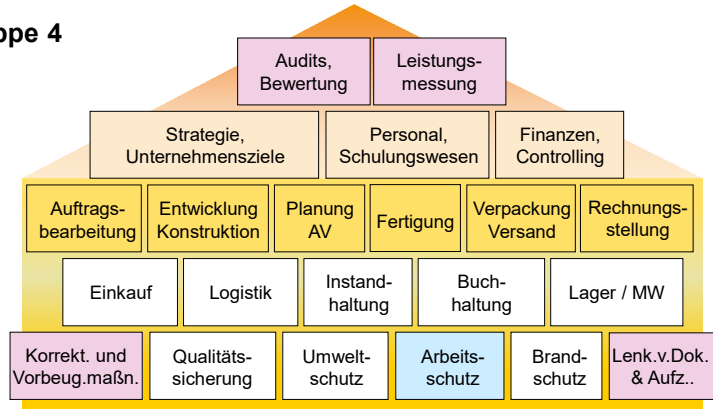 ppe 4
Audits,
Bewertung
Leistungs-
messung
Strategie,
Unternehmensziele
Personal,
Schulungswesen
Finanzen,
Controlling
Auftrags-
bearbeitung
Entwicklung
Konstruktion
Planung
AV
Fertigung
Verpackung
Versand
Rechnungs-
stellung
Einkauf
Logistik
Instand-
haltung
Buch-
haltung
Lager / MW
Korrekt. und
Vorbeug.maßn.
Qualitäts-
sicherung
Umwelt-
schutz
Arbeits-
schutz
Brand-
schutz
Lenk.v.Dok.
& Aufz..